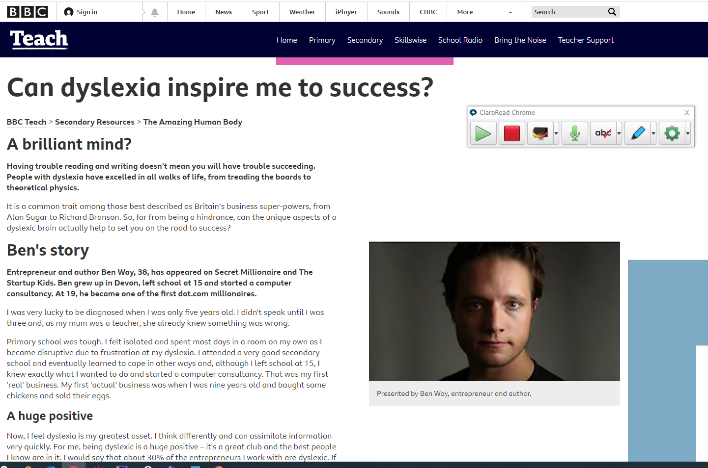 BBC Sign in Home News Sport Weather iPlayer Sounds CBBC More Search
Teach Home Primary Secondary Skillswise School Radio Bring the Noise Teacher Support
Can dyslexia inspire me to success?
ClaroRead Chrome X
BBC Teach > Secondary Resources > The Amazing Human Body
abc
A brilliant mind?
Having trouble reading and writing doesn't mean you will have trouble succeeding.
People with dyslexia have excelled in all walks of life, from treading the boards to
theoretical physics.
It is a common trait among those best described as Britain's business super-powers, from
Alan Sugar to Richard Branson. So, far from being a hindrance, can the unique aspects of a
dyslexic brain actually help to set you on the road to success?
Ben's story
Entrepreneur and author Ben Way, 38, has appeared on Secret Millionaire and The
Startup Kids. Ben grew up in Devon, left school at 15 and started a computer
consultancy. At 19, he became one of the first dot.com millionaires.
I was very lucky to be diagnosed when I was only five years old. I didn't speak until I was
three and, as my mum was a teacher, she already knew something was wrong.
Primary school was tough. I felt isolated and spent most days in a room on my own as I
became disruptive due to frustration at my dyslexia. I attended a very good secondary
school and eventually learned to cope in other ways and, although I left school at 15, I
knew exactly what I wanted to do and started a computer consultancy. That was my first
'real' business. My first 'actual' business was when I was nine years old and bought some
chickens and sold their eggs.
Presented by Ben Way, entrepreneur and author.
A huge positive
Now, I feel dyslexia is my greatest asset. I think differently and can assimilate information
very quickly. For me, being dyslexic is a huge positive – it's a great club and the best people
I know are in it. I would say that about 30% of the entrepreneurs I work with are dyslexic. If